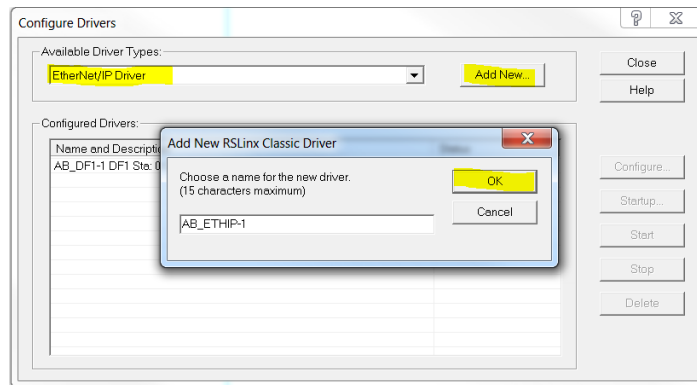 Configure Drivers
Available Driver Types:
EtherNet/IP Driver
Add New...
Close
Help
Configured Drivers:
Name and Descripti
Status
AB_DF1-1 DF1 Sta: 0
Add New RSLinx Classic Driver
Choose a name for the new driver.
(15 characters maximum)
AB_ETHIP-1
OK
Cancel
Configure...
Startup...
Start
Stop
Delete